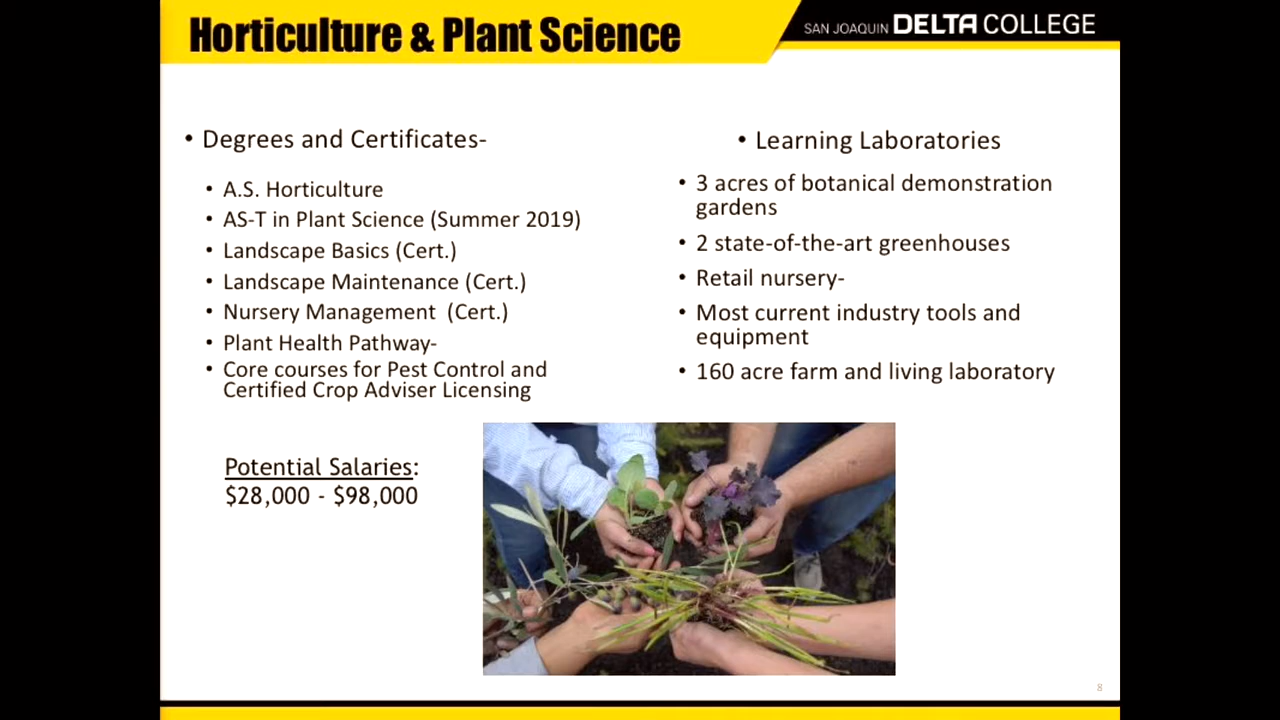 Horticulture & Plant Science
SAN JOAQUIN DELTA COLLEGE
• Degrees and Certificates-
• A.S. Horticulture
• AS-T in Plant Science (Summer 2019)
• Landscape Basics (Cert.)
• Landscape Maintenance (Cert.)
• Nursery Management  (Cert.)
• Plant Health Pathway-
• Core courses for Pest Control and
Certified Crop Adviser Licensing
Potential Salaries:
$28,000 - $98,000
• Learning Laboratories
• 3 acres of botanical demonstration
gardens
• 2 state-of-the-art greenhouses
• Retail nursery-
• Most current industry tools and
equipment
• 160 acre farm and living laboratory
8